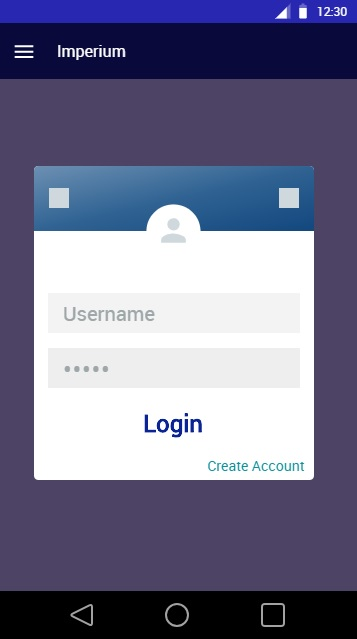 12:30
Imperium
Username
•••••
Login
Create Account